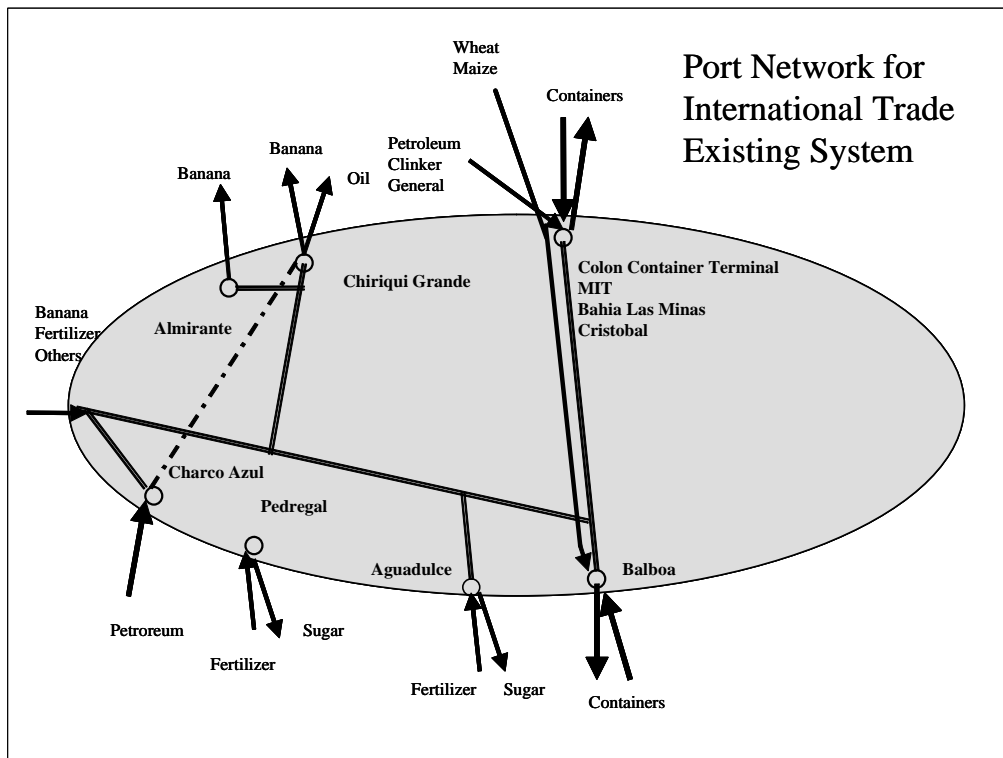 Port Network for
International Trade
Existing System
Wheat
Maize
Containers
Petroleum
Clinker
General
Banana
Oil
Banana
Chiriqui Grande
Colon Container Terminal
MIT
Bahia Las Minas
Cristobal
Almirante
Banana
Fertilizer
Others
Charco Azul
Pedregal
Aguadulce
Balboa
Petroreum
Sugar
Fertilizer
Fertilizer
Sugar
Containers